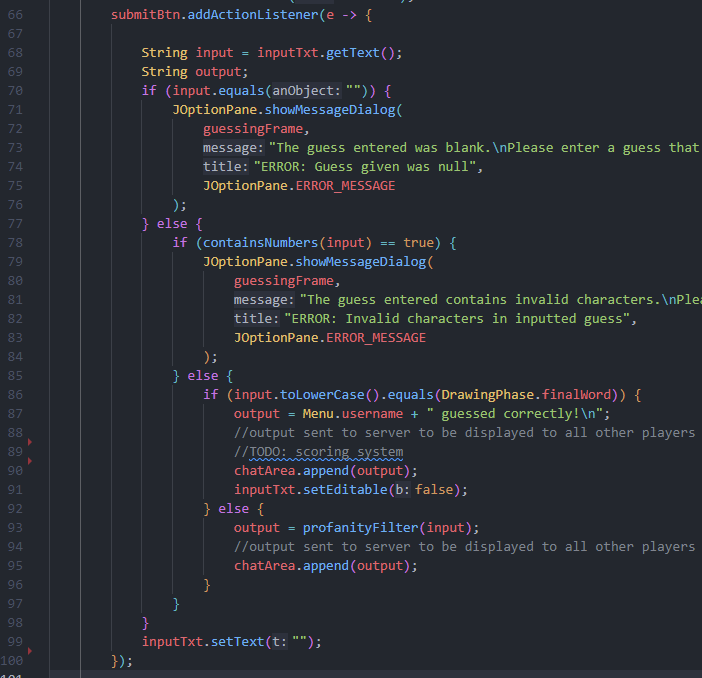 66 submitBtn.addActionListener(e -> {
67
68 String input = inputTxt.getText();
69 String output;
70 if (input.equals(anObject: "")) {
71 JOptionPane.showMessageDialog(
72 guessingFrame,
73 message: "The guess entered was blank.\nPlease enter a guess that
74 title: "ERROR: Guess given was null",
75 JOptionPane.ERROR_MESSAGE
76 );
77 } else {
78 if (containsNumbers(input) == true) {
79 JOptionPane.showMessageDialog(
80 guessingFrame,
81 message: "The guess entered contains invalid characters.\nPlea
82 title: "ERROR: Invalid characters in inputted guess",
83 JOptionPane.ERROR_MESSAGE
84 );
85 } else {
86 if (input.toLowerCase().equals(DrawingPhase.finalWord)) {
87 output = Menu.username + " guessed correctly!\n";
88 //output sent to server to be displayed to all other players
89 //TODO: scoring system
90 chatArea.append(output);
91 inputTxt.setEditable(b: false);
92 } else {
93 output = profanityFilter(input);
94 //output sent to server to be displayed to all other players
95 chatArea.append(output);
96 }
97 }
98 }
99 inputTxt.setText(t: "");
100 });